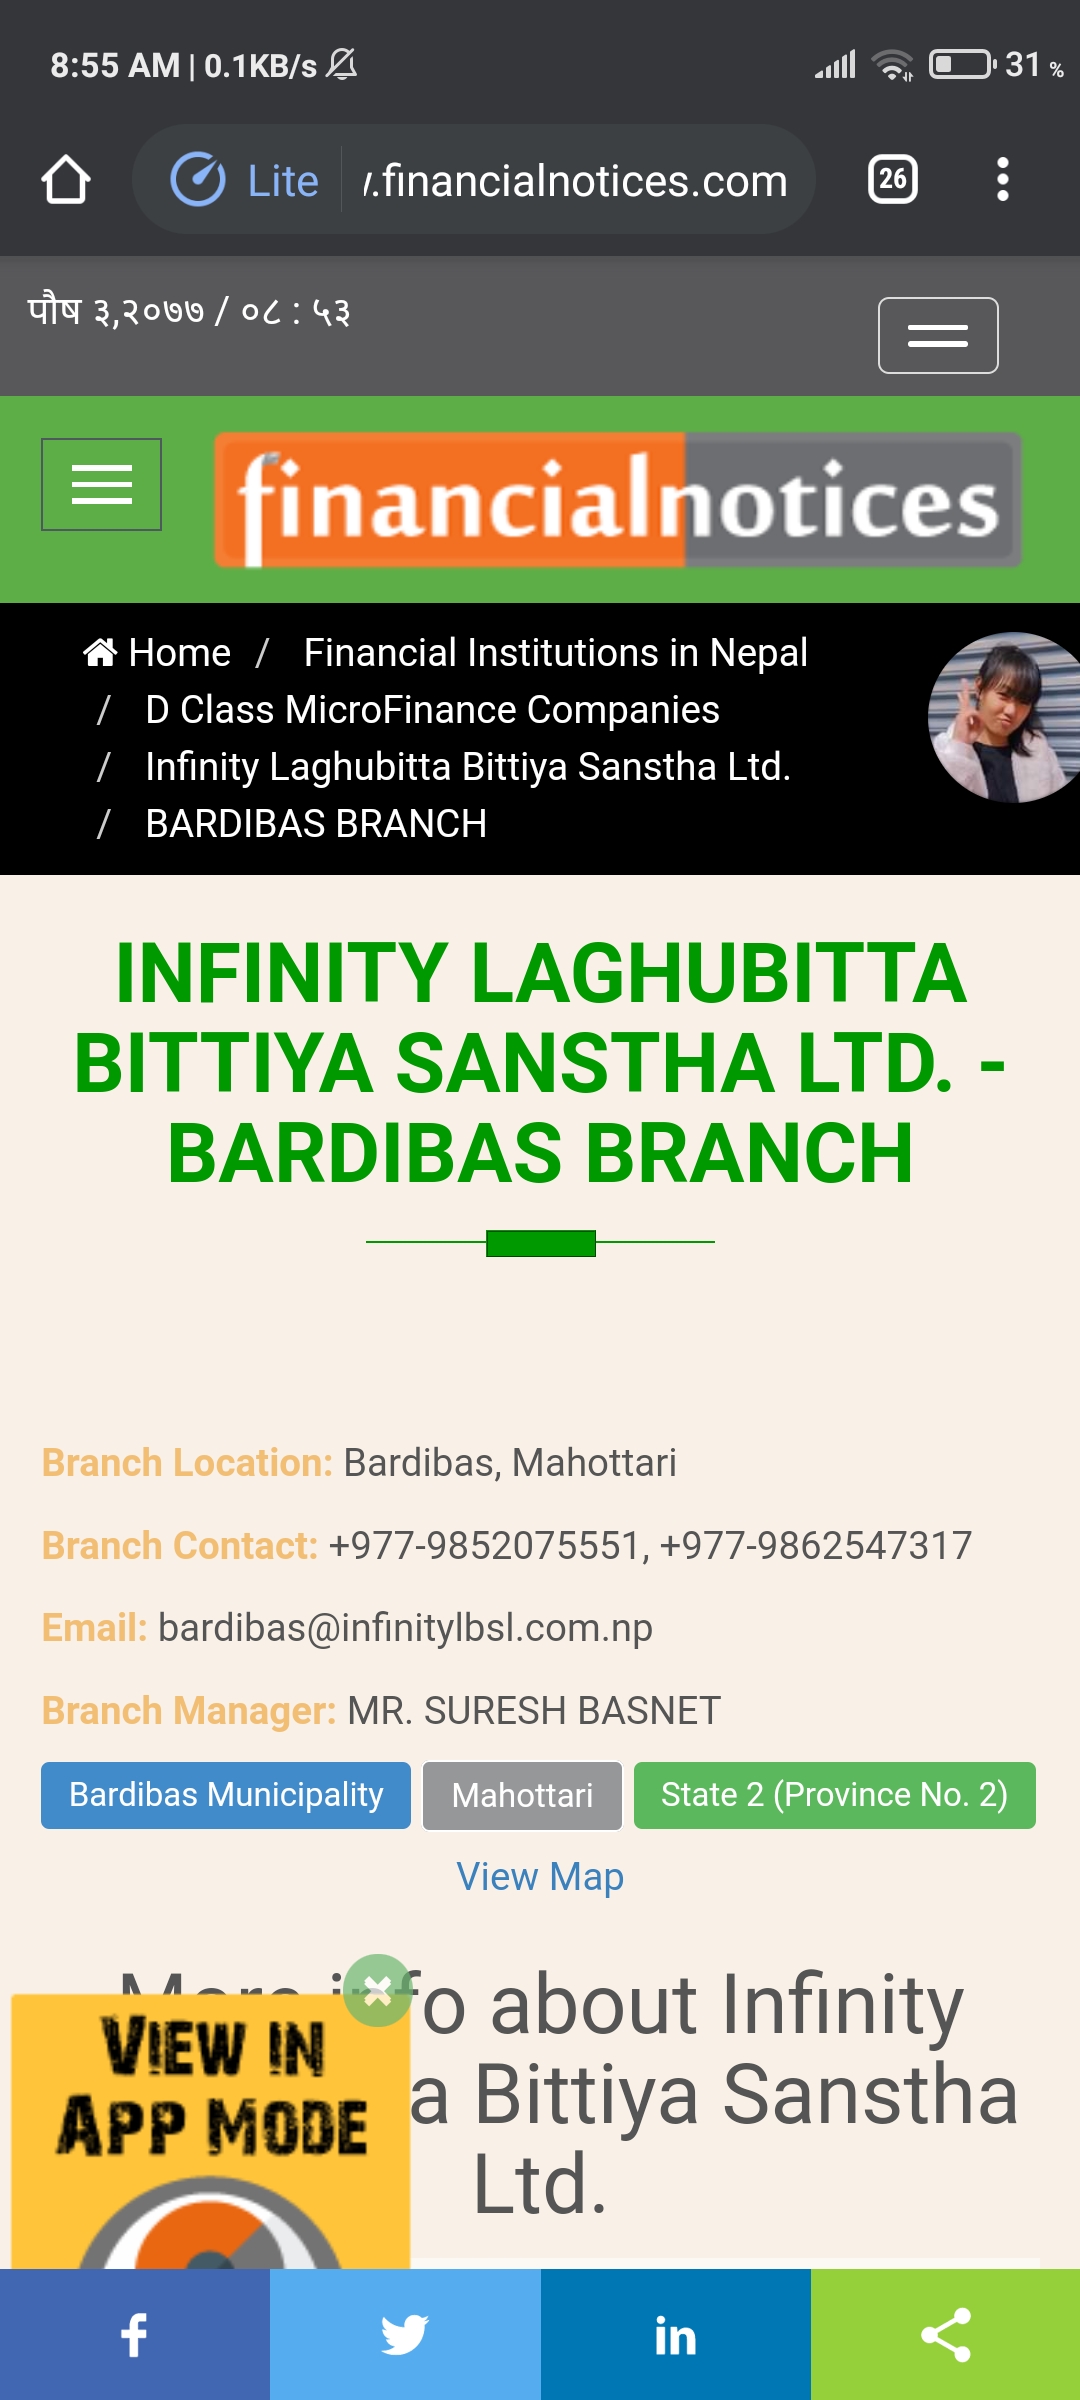 8:55 AM | 0.1KB/s 31 %
Lite .financialnotices.com 26
पौष ३,२०७७ / ०८ : ५३
financialnotices
Home / Financial Institutions in Nepal
/ D Class MicroFinance Companies
/ Infinity Laghubitta Bittiya Sanstha Ltd.
/ BARDIBAS BRANCH
INFINITY LAGHUBITTA
BITTIYA SANSTHA LTD. -
BARDIBAS BRANCH
Branch Location: Bardibas, Mahottari
Branch Contact: +977-9852075551, +977-9862547317
Email: bardibas@infinitylbsl.com.np
Branch Manager: MR. SURESH BASNET
Bardibas Municipality Mahottari State 2 (Province No. 2)
View Map
More info about Infinity
a Bittiya Sanstha
Ltd.
VIEW IN
APP MODE